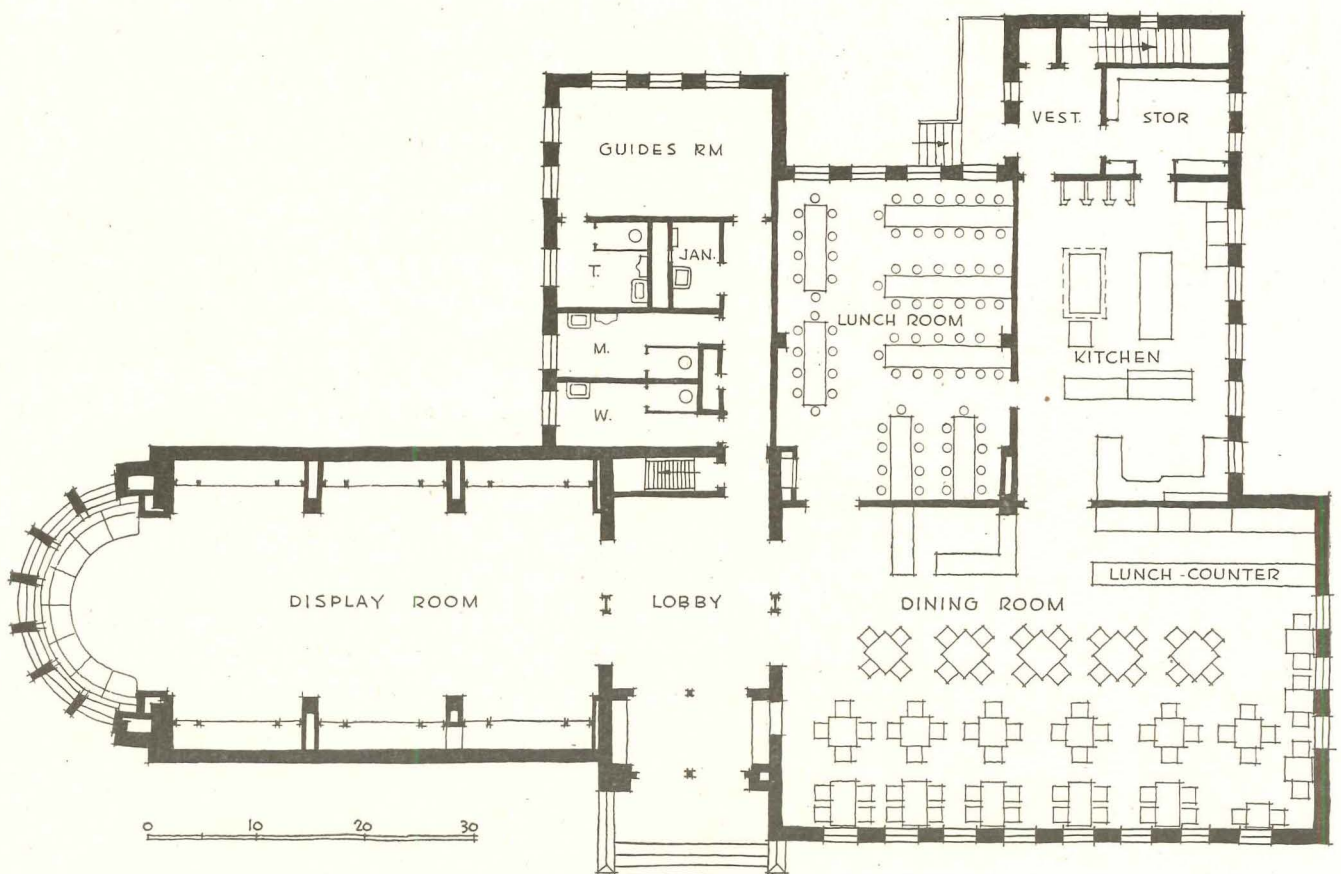 VEST.
STOR
GUIDES RM
JAN.
T.
LUNCH ROOM
M.
KITCHEN
W.
LUNCH-COUNTER
DISPLAY ROOM
LOBBY
DINING ROOM
0 10 20 30